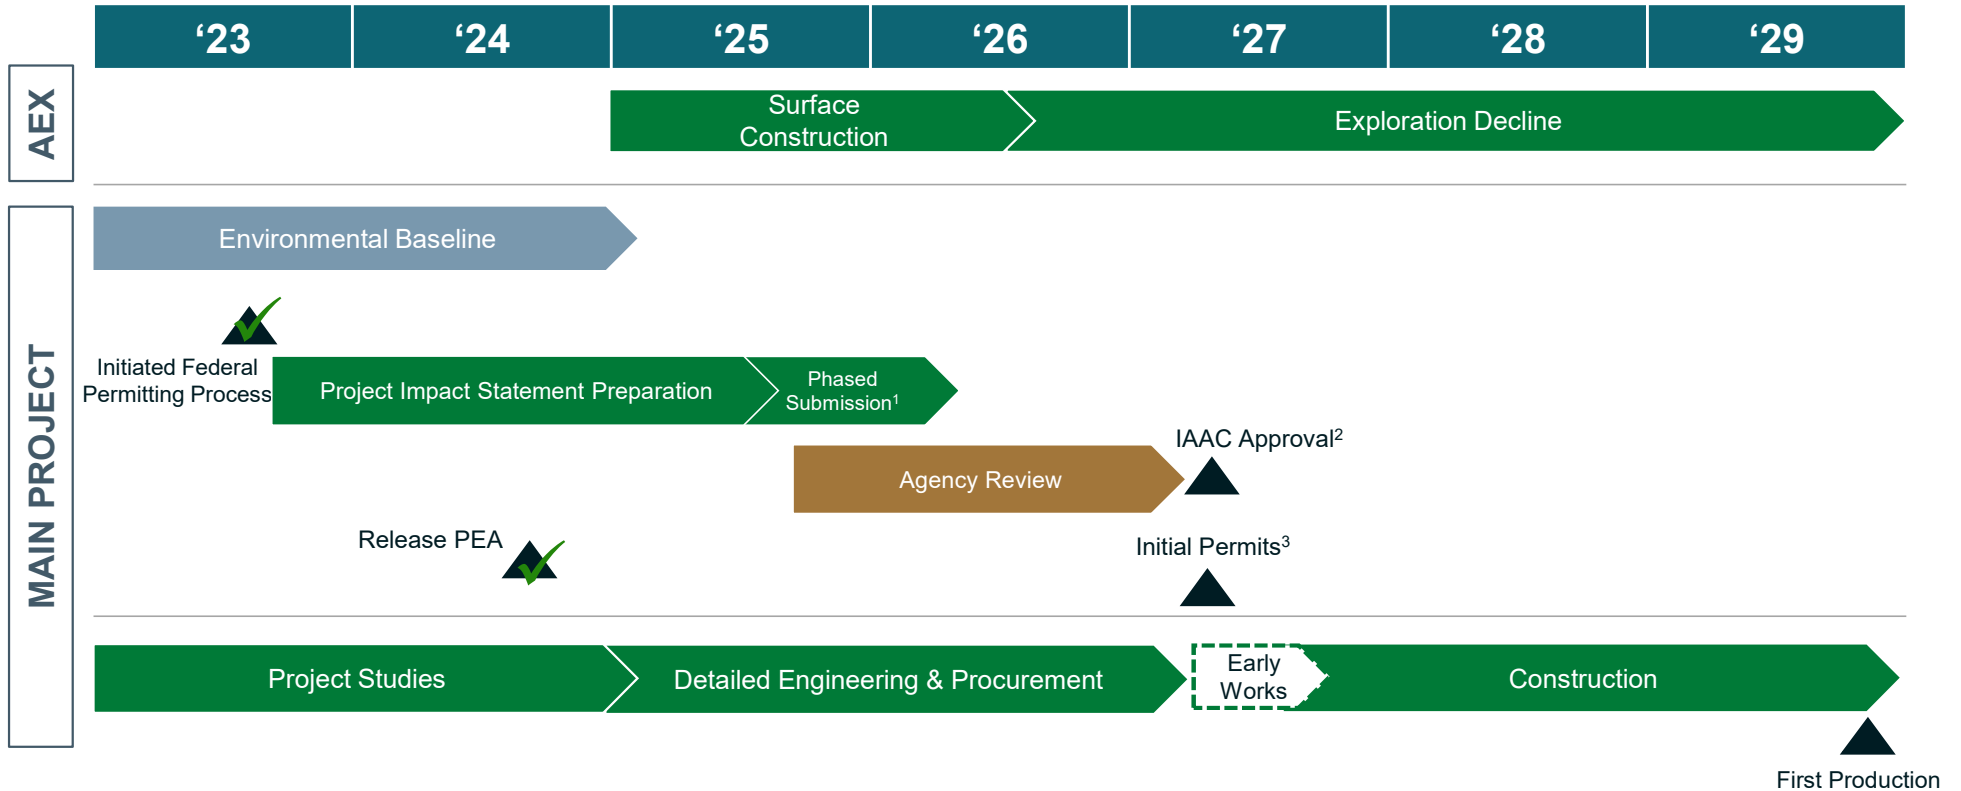 ‘23 ‘24 ‘25 ‘26 ‘27 ‘28 ‘29
AEX
Surface
Construction
Exploration Decline
MAIN PROJECT
Environmental Baseline
Initiated Federal
Permitting Process
Project Impact Statement Preparation
Phased
Submission¹
Agency Review
IAAC Approval²
Release PEA
Initial Permits³
Project Studies
Detailed Engineering & Procurement
Early
Works
Construction
First Production